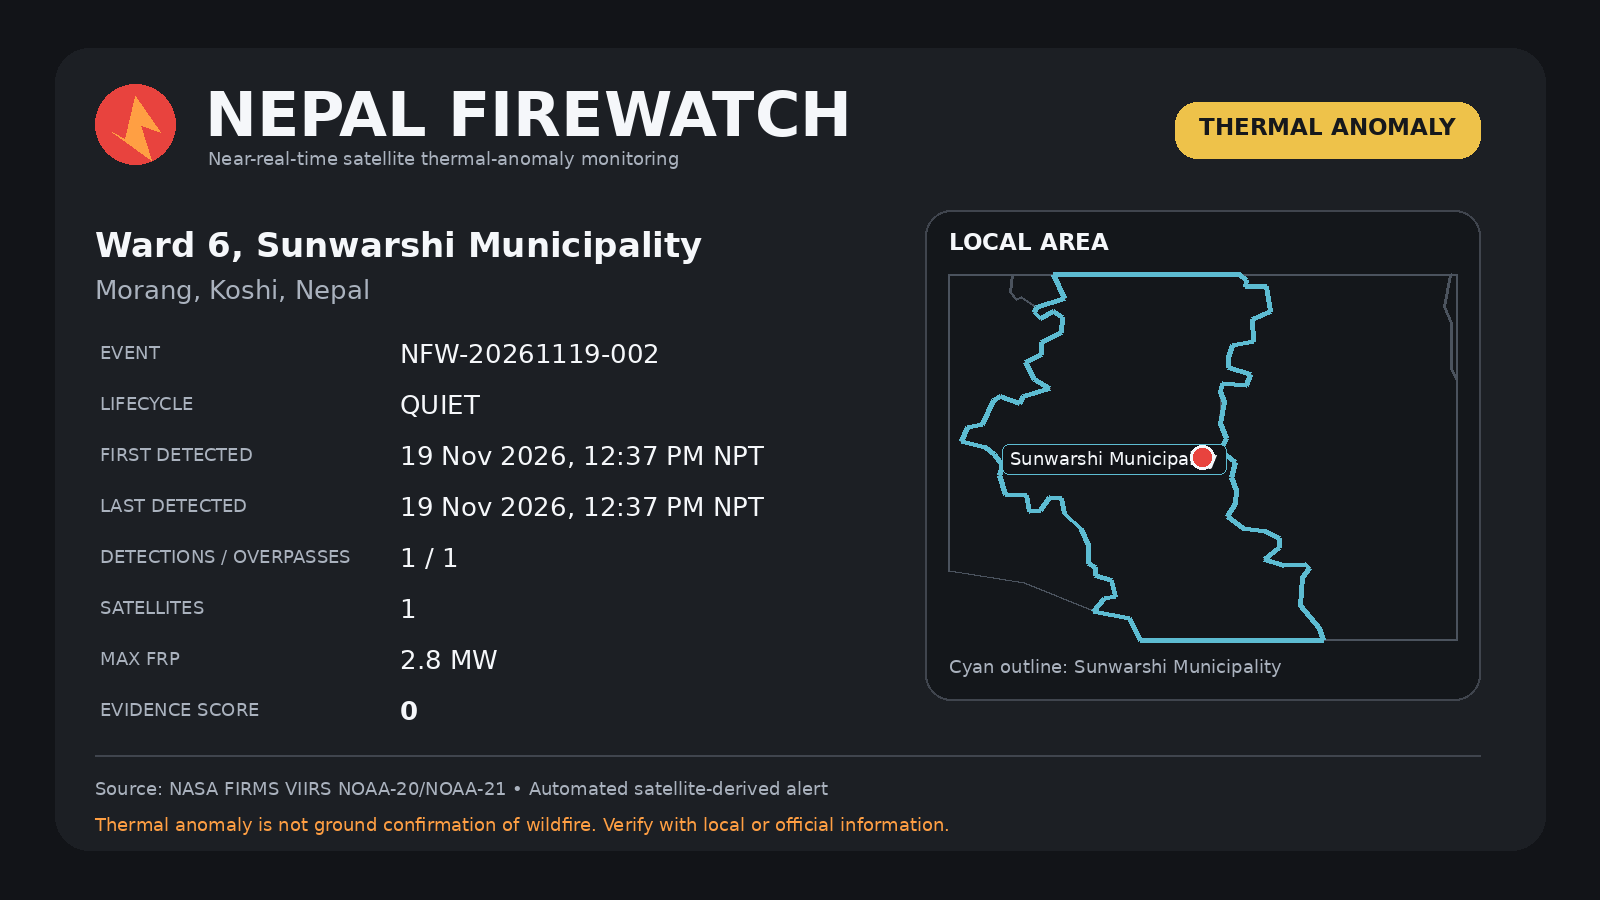 NEPAL FIREWATCH
Near-real-time satellite thermal-anomaly monitoring
THERMAL ANOMALY
Ward 6, Sunwarshi Municipality
Morang, Koshi, Nepal
EVENT NFW-20261119-002
LIFECYCLE QUIET
FIRST DETECTED 19 Nov 2026, 12:37 PM NPT
LAST DETECTED 19 Nov 2026, 12:37 PM NPT
DETECTIONS / OVERPASSES 1 / 1
SATELLITES 1
MAX FRP 2.8 MW
EVIDENCE SCORE 0
LOCAL AREA
Sunwarshi
Cyan outline: Sunwarshi Municipality
Source: NASA FIRMS VIIRS NOAA-20/NOAA-21 • Automated satellite-derived alert
Thermal anomaly is not ground confirmation of wildfire. Verify with local or official information.